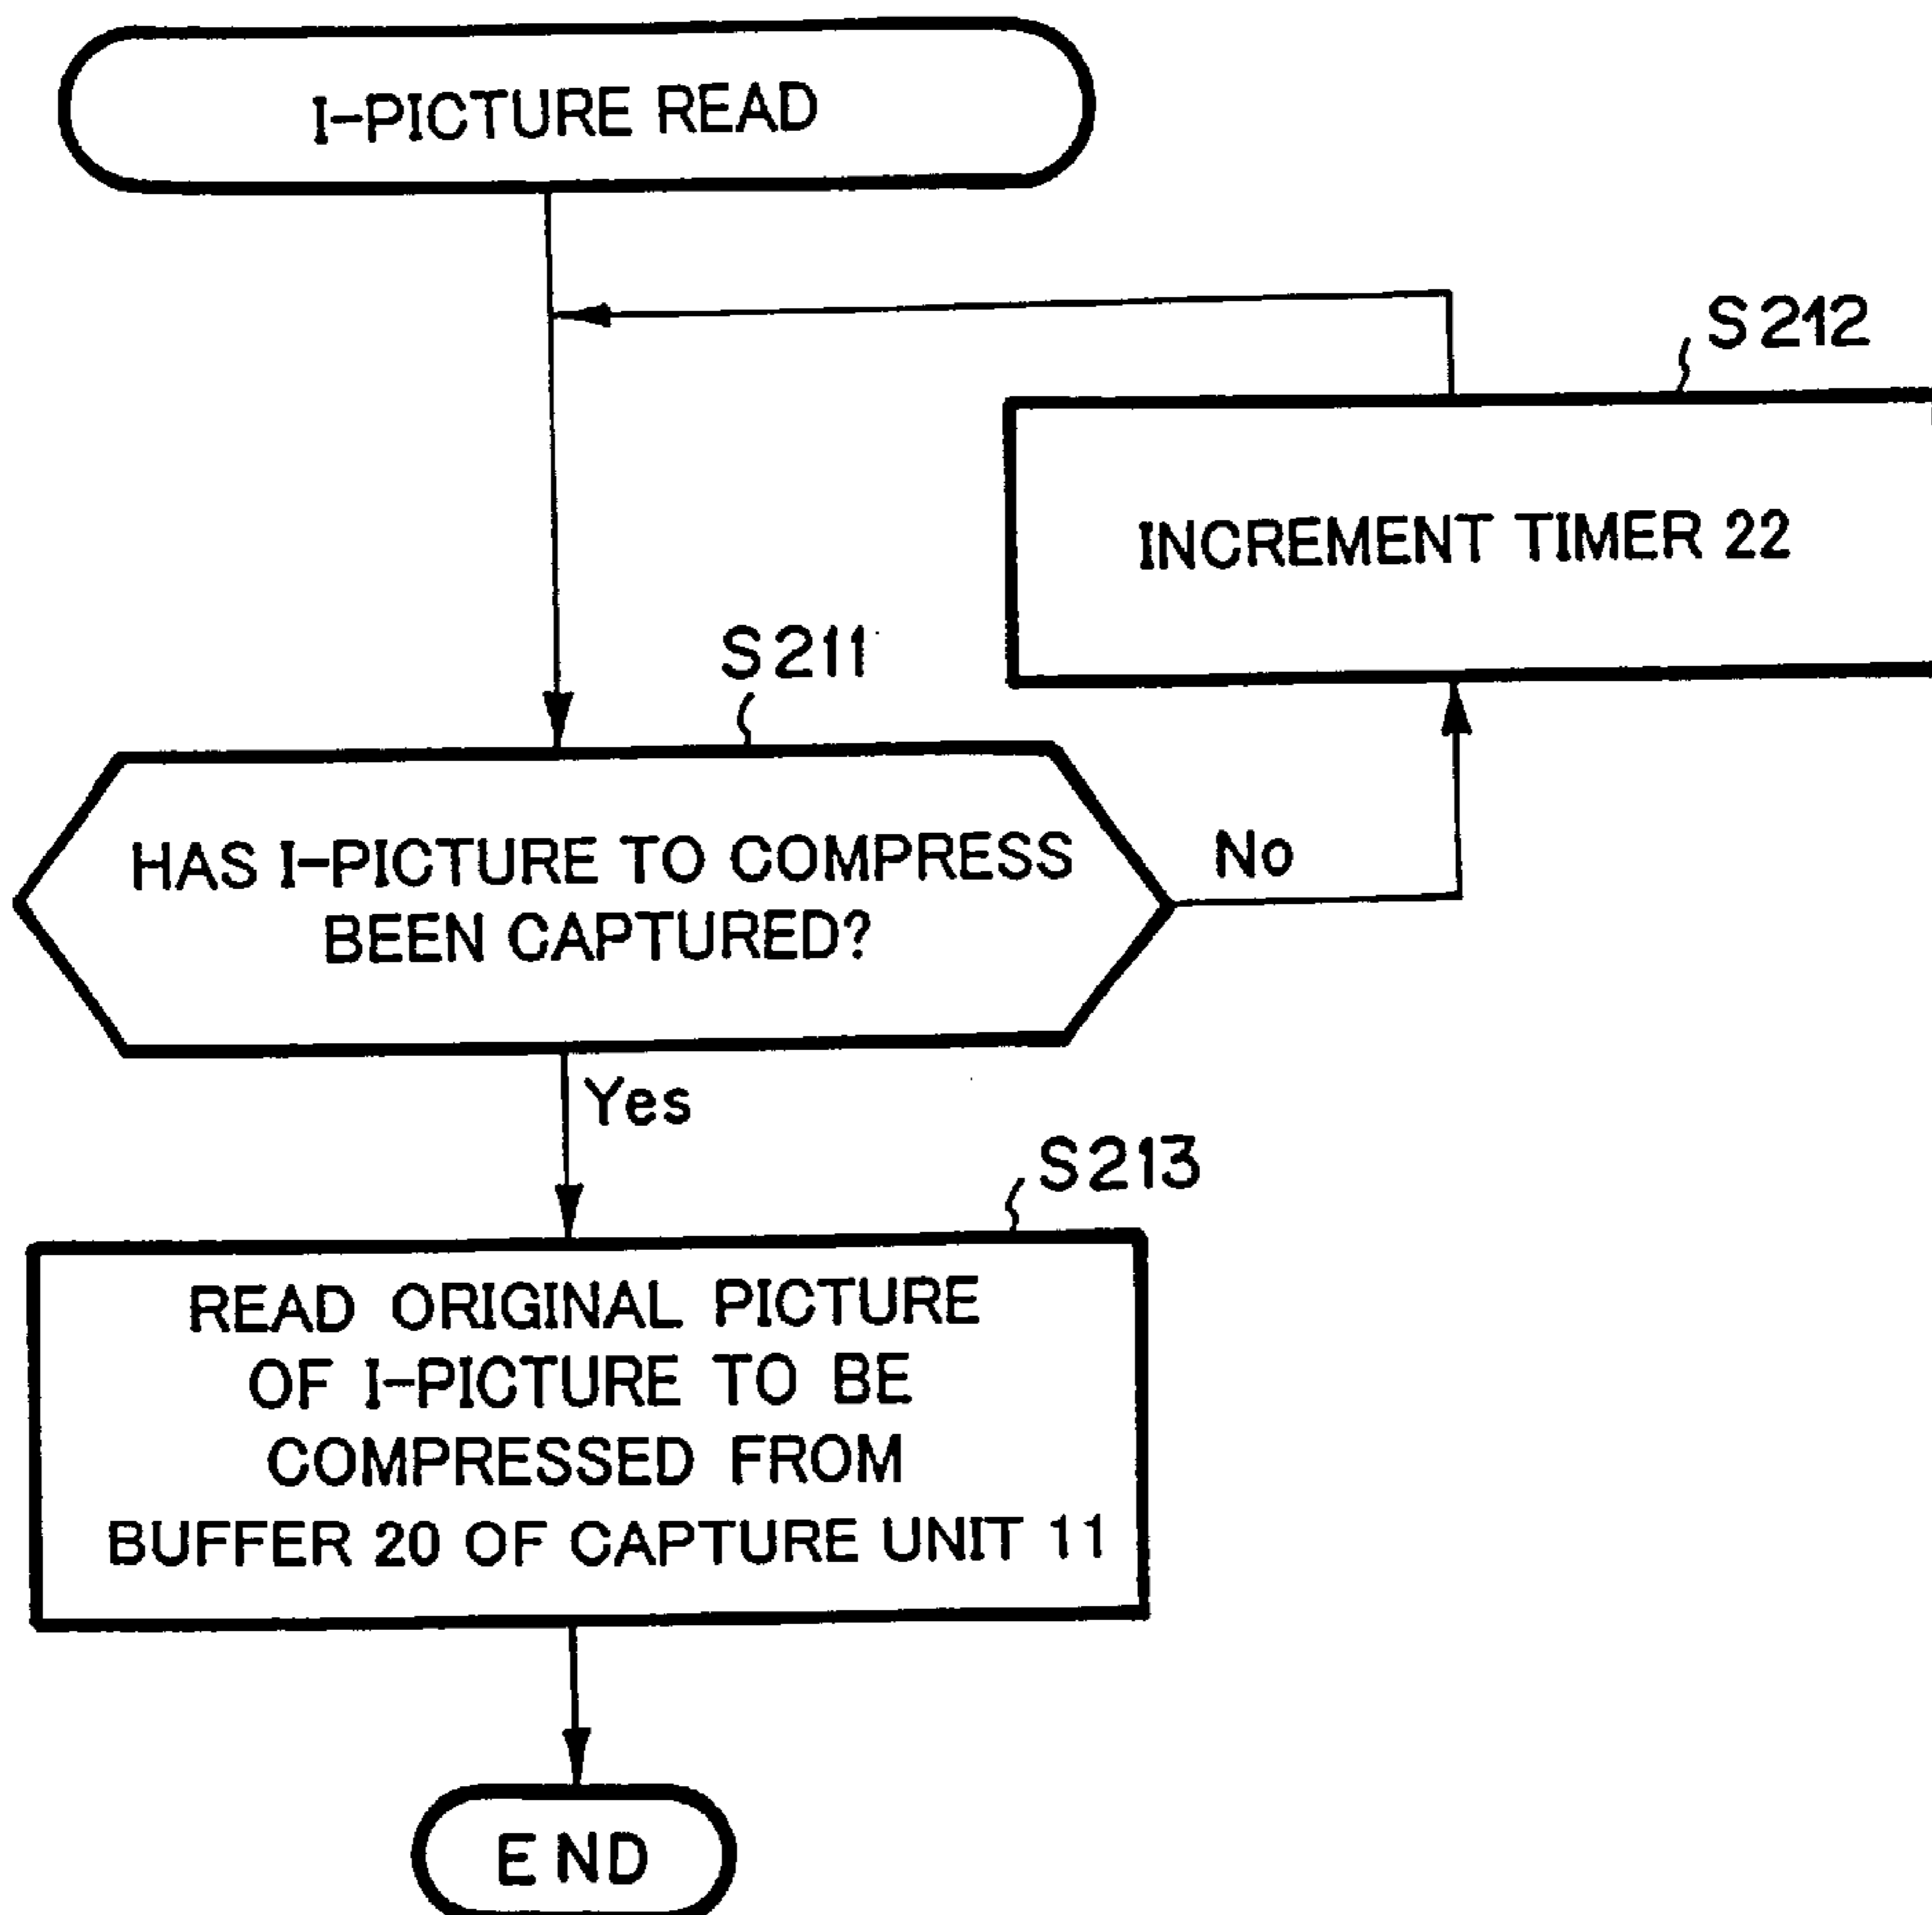 I-PICTURE READ
S212
INCREMENT TIMER 22
S211
HAS I-PICTURE TO COMPRESS
BEEN CAPTURED?
No
Yes
S213
READ ORIGINAL PICTURE
OF I-PICTURE TO BE
COMPRESSED FROM
BUFFER 20 OF CAPTURE UNIT 11
END